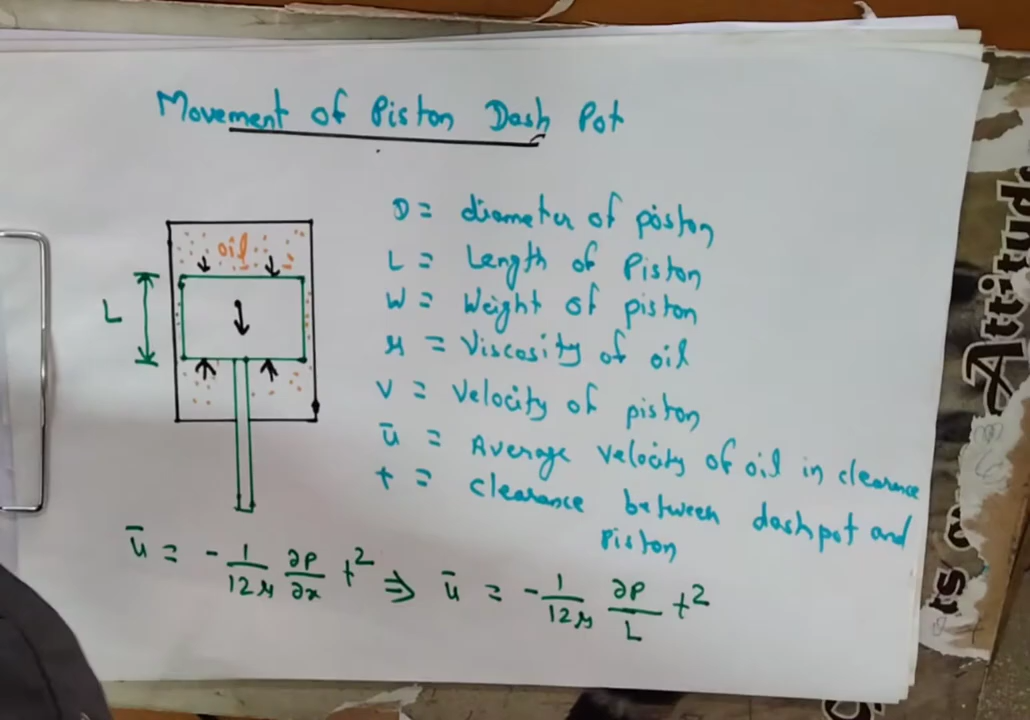 Movement of Piston Dash Pot
oil
L
D = diameter of piston
L = Length of Piston
W = Weight of piston
μ = Viscosity of oil
V = Velocity of piston
ū = Average velocity of oil in clearance
t = clearance between dashpot and
Piston
ū = -1/12μ ∂P/∂x t² ⇒ ū = -1/12μ ∂P/L t²
Attitud
rs